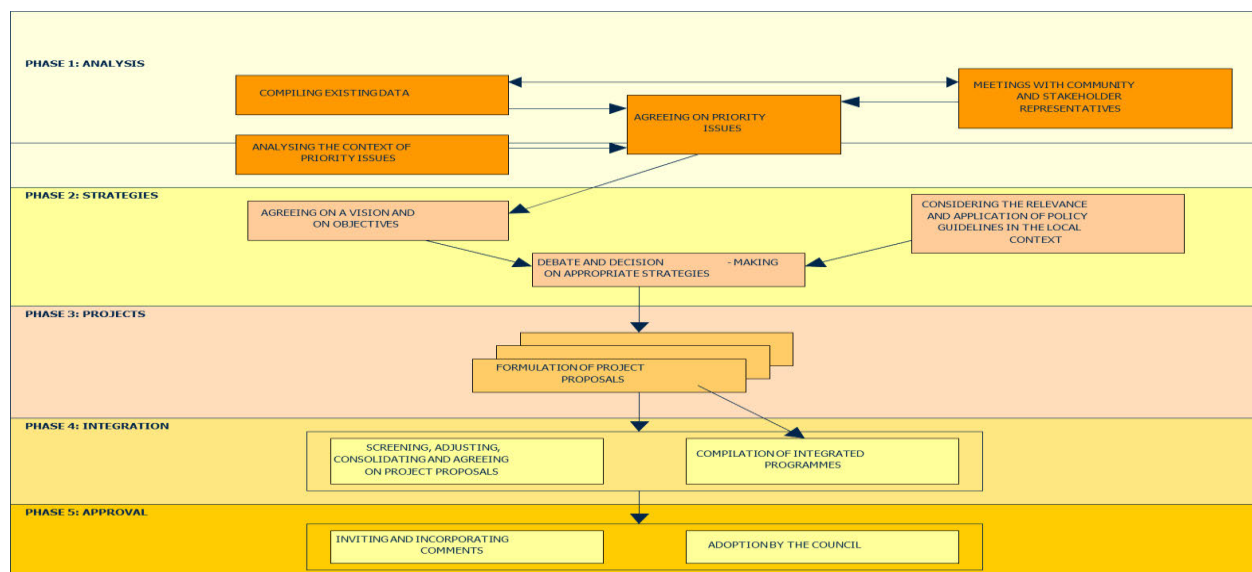 PHASE 1: ANALYSIS
COMPILING EXISTING DATA
MEETINGS WITH COMMUNITY
AND STAKEHOLDER
REPRESENTATIVES
AGREEING ON PRIORITY
ISSUES
ANALYSING THE CONTEXT OF
PRIORITY ISSUES
PHASE 2: STRATEGIES
AGREEING ON A VISION AND
ON OBJECTIVES
CONSIDERING THE RELEVANCE
AND APPLICATION OF POLICY
GUIDELINES IN THE LOCAL
CONTEXT
DEBATE AND DECISION - MAKING
ON APPROPRIATE STRATEGIES
PHASE 3: PROJECTS
FORMULATION OF PROJECT
PROPOSALS
PHASE 4: INTEGRATION
SCREENING, ADJUSTING,
CONSOLIDATING AND AGREEING
ON PROJECT PROPOSALS
COMPILATION OF INTEGRATED
PROGRAMMES
PHASE 5: APPROVAL
INVITING AND INCORPORATING
COMMENTS
ADOPTION BY THE COUNCIL